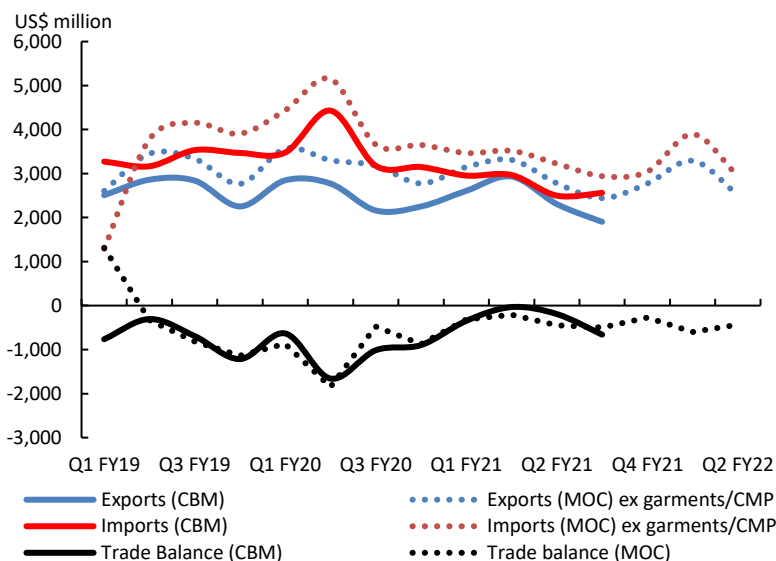 US$ million
6,000
5,000
4,000
3,000
2,000
1,000
0
-1,000
-2,000
-3,000
Q1 FY19 Q3 FY19 Q1 FY20 Q3 FY20 Q1 FY21 Q2 FY21 Q4 FY21 Q2 FY22
Exports (CBM) Exports (MOC) ex garments/CMP
Imports (CBM) Imports (MOC) ex garments/CMP
Trade Balance (CBM) Trade balance (MOC)